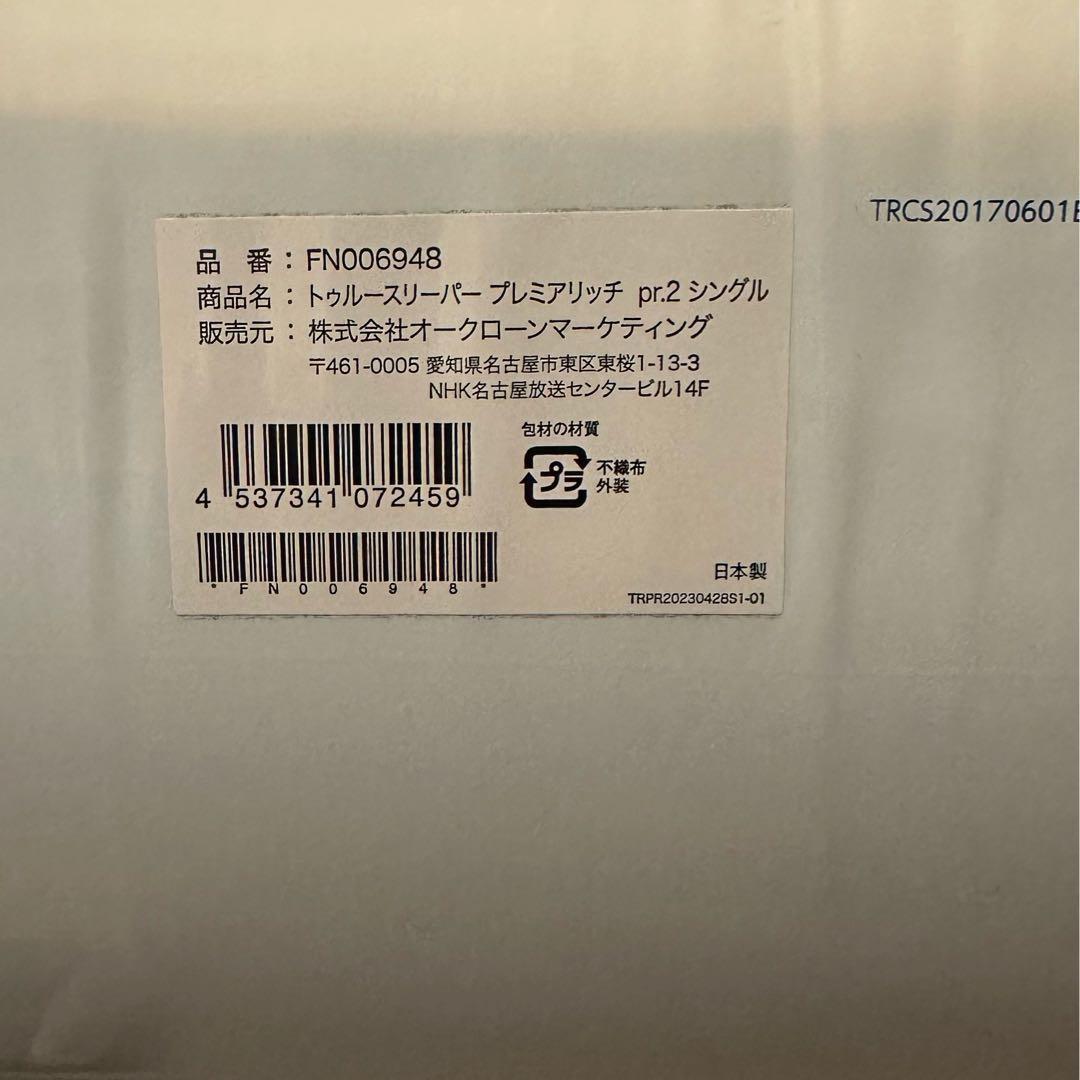 TRCS20170601
品 番：FN006948
商品名：トゥルースリーパー プレミアリッチ pr.2 シングル
販売元：株式会社オークローンマーケティング
〒461-0005 愛知県名古屋市東区東桜1-13-3
NHK名古屋放送センタービル14F
4 537341 072459
*FN006948*
包材の材質
プラ
不織布
外装
日本製
TRPR20230428S1-01